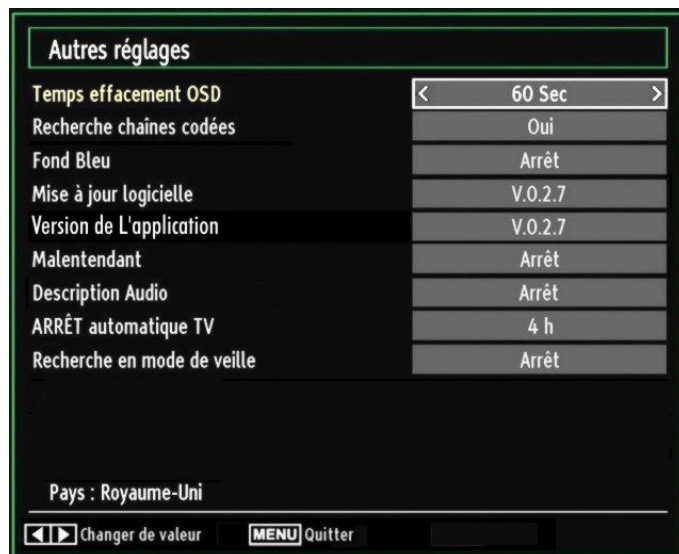 Autres réglages
Temps effacement OSD < 60 Sec >
Recherche chaînes codées Oui
Fond Bleu Arrêt
Mise à jour logicielle V.0.2.7
Version de L'application V.0.2.7
Malentendant Arrêt
Description Audio Arrêt
ARRÊT automatique TV 4 h
Recherche en mode de veille Arrêt
Pays : Royaume-Uni
◀ ▶ Changer de valeur MENU Quitter